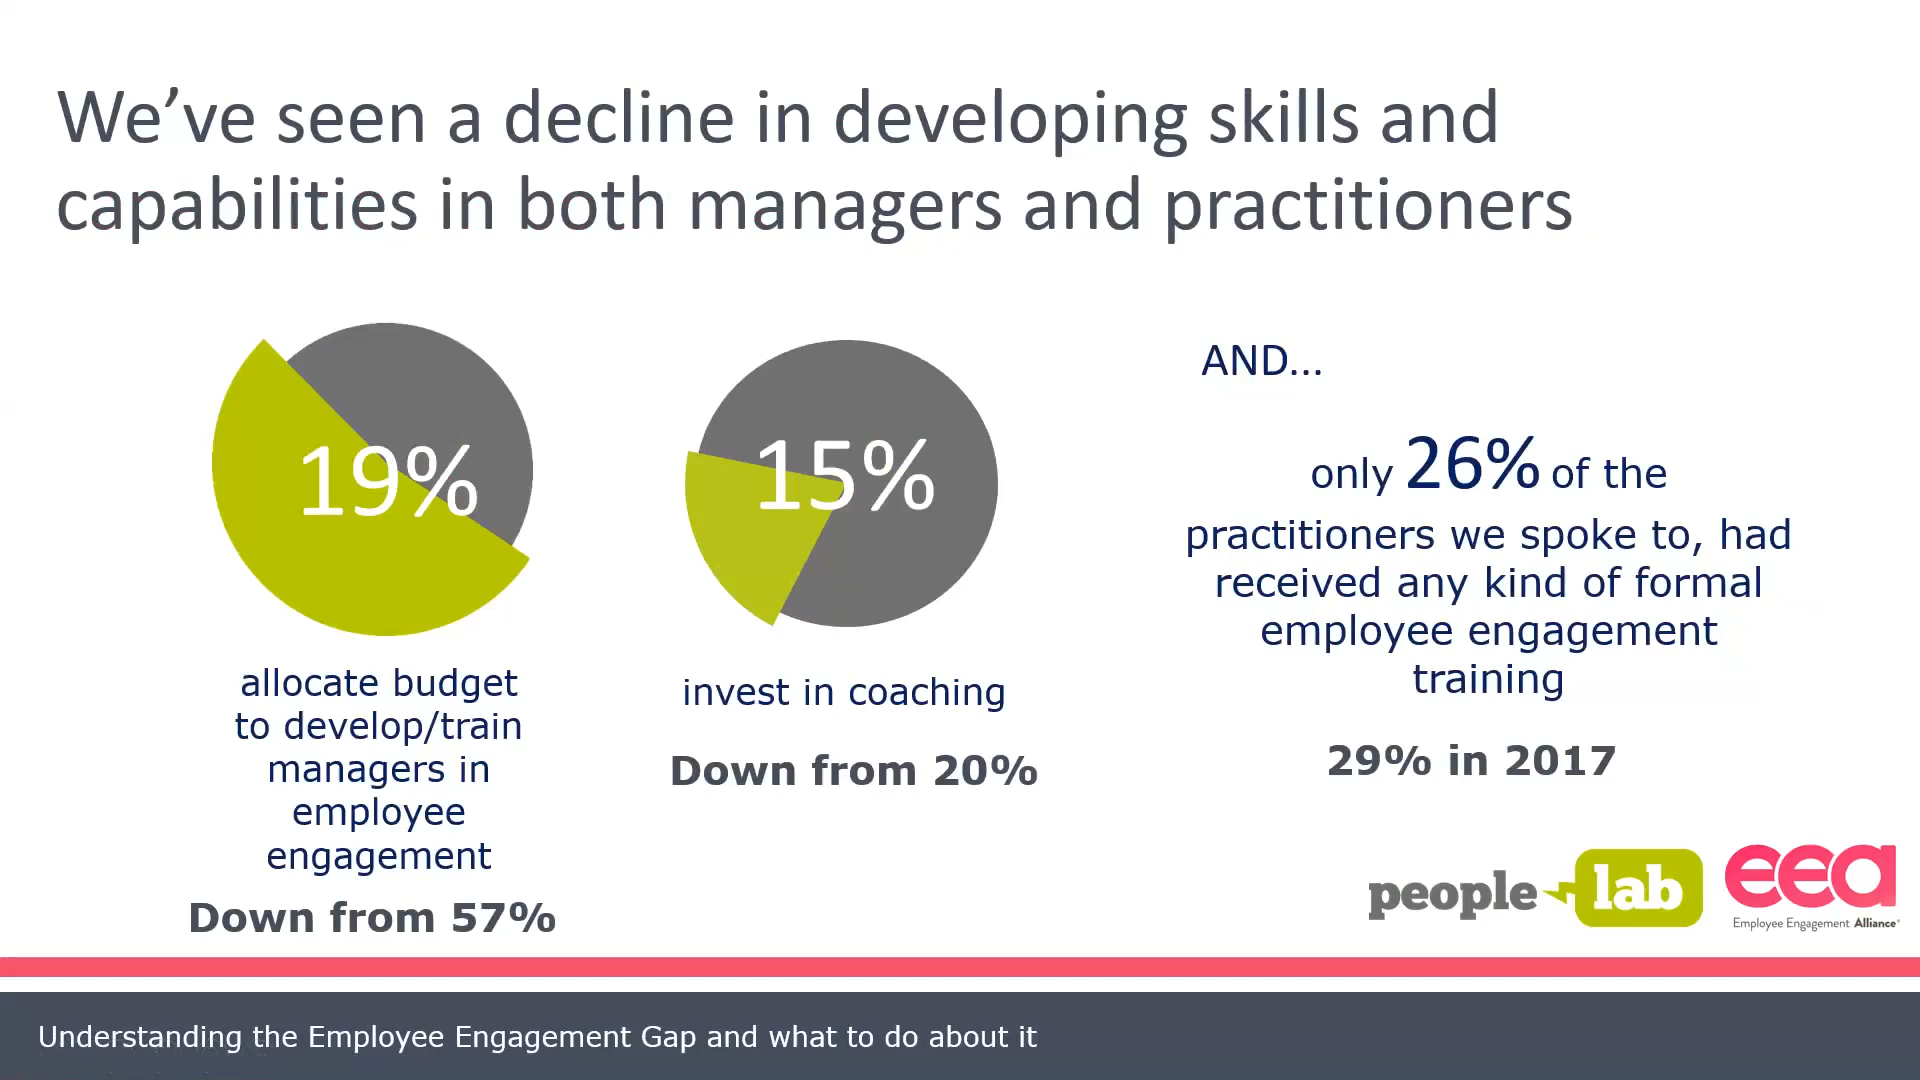 We’ve seen a decline in developing skills and
capabilities in both managers and practitioners
19%
allocate budget
to develop/train
managers in
employee
engagement
Down from 57%
15%
invest in coaching
Down from 20%
AND...
only 26% of the
practitioners we spoke to, had
received any kind of formal
employee engagement
training
29% in 2017
people lab
eea
Employee Engagement Alliance
Understanding the Employee Engagement Gap and what to do about it